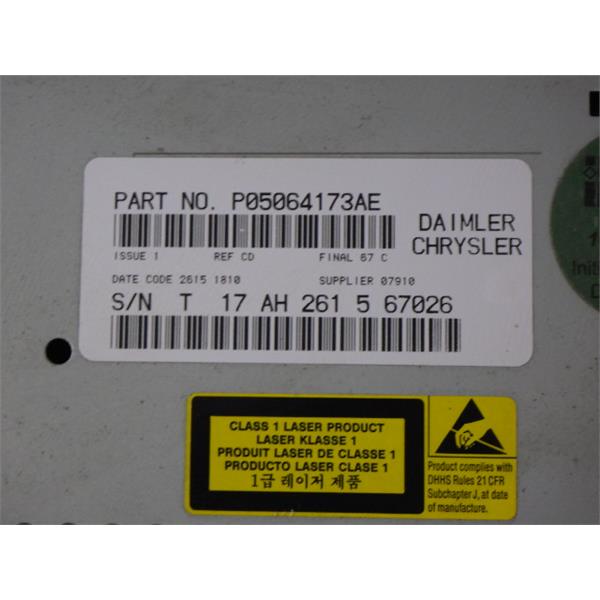 PART NO. P05064173AE
DAIMLER
CHRYSLER
ISSUE 1 REF CD FINAL 67 C
DATE CODE 2615 1810 SUPPLIER 07910
S/N T 17 AH 261 5 67026
CLASS 1 LASER PRODUCT
LASER KLASSE 1
PRODUIT LASER DE CLASSE 1
PRODUCTO LASER CLASE 1
1급 레이저 제품
Product complies with
DHHS Rules 21 CFR
Subchapter J, at date
of manufacture.